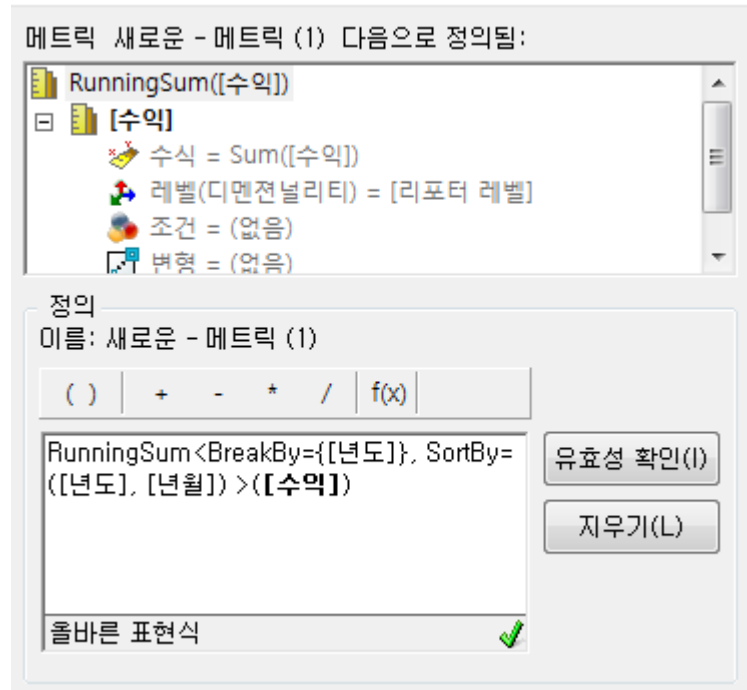 메트릭 새로운 - 메트릭 (1) 다음으로 정의됨:
RunningSum([수익])
[수익]
수식 = Sum([수익])
레벨(디멘젼널리티) = [리포터 레벨]
조건 = (없음)
변형 = (없음)
정의
이름: 새로운 - 메트릭 (1)
( ) + - * / f(x)
RunningSum<BreakBy={[년도]}, SortBy=
([년도], [년월]) >([수익])
유효성 확인(I)
지우기(L)
올바른 표현식